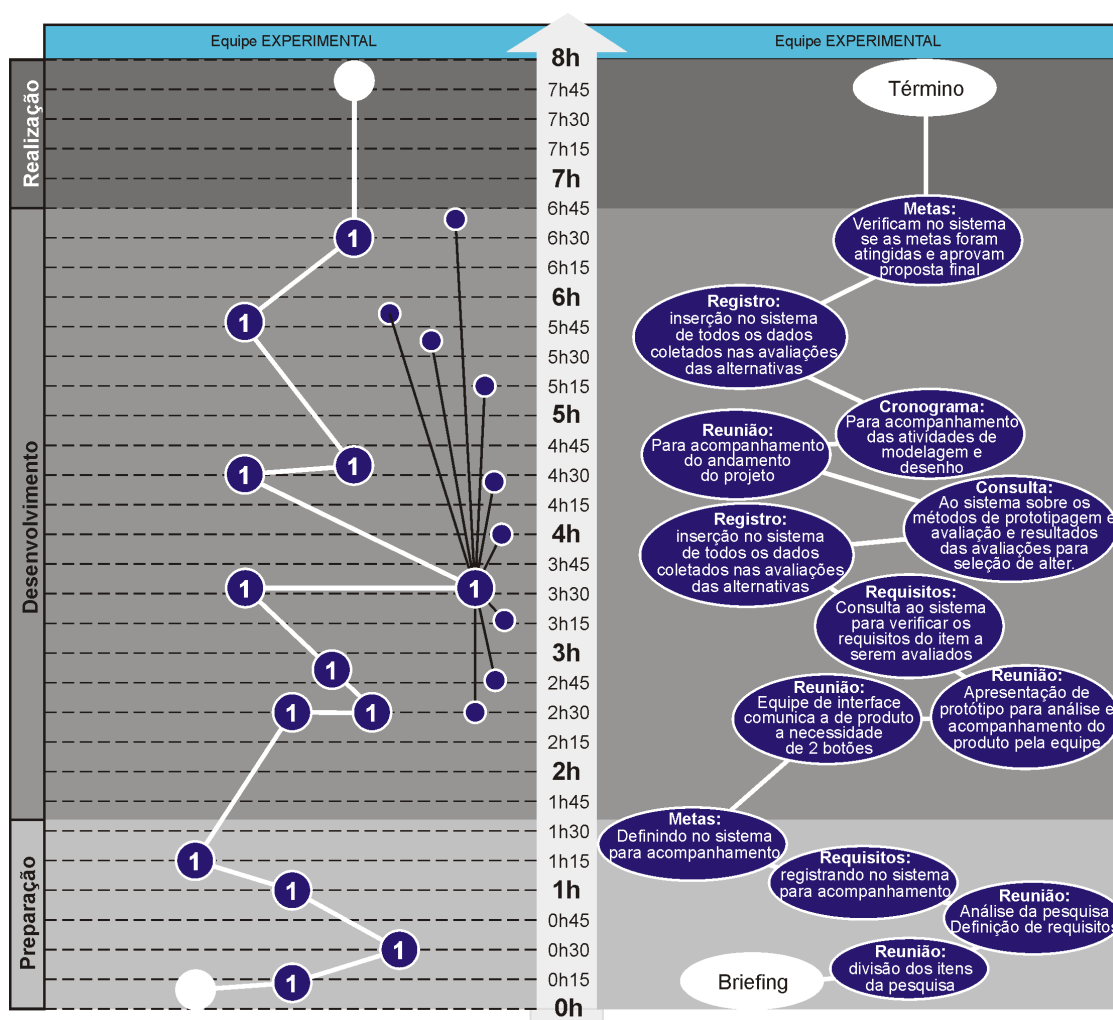 Equipe EXPERIMENTAL
Equipe EXPERIMENTAL
Realização
Desenvolvimento
Preparação
8h
7h45
7h30
7h15
7h
6h45
6h30
6h15
6h
5h45
5h30
5h15
5h
4h45
4h30
4h15
4h
3h45
3h30
3h15
3h
2h45
2h30
2h15
2h
1h45
1h30
1h15
1h
0h45
0h30
0h15
0h
1
1
1
1
1
1
1
1
1
1
1
1
1
Término
Metas:
Verificam no sistema
se as metas foram
atingidas e aprovam
proposta final
Registro:
inserção no sistema
de todos os dados
coletados nas avaliações
das alternativas
Cronograma:
Para acompanhamento
das atividades de
modelagem e
desenho
Reunião:
Para acompanhamento
do andamento
do projeto
Consulta:
Ao sistema sobre os
métodos de prototipagem e
avaliação e resultados
das avaliações para
seleção de alter.
Registro:
inserção no sistema
de todos os dados
coletados nas avaliações
das alternativas
Requisitos:
Consulta ao sistema
para verificar os
requisitos do item a
serem avaliados
Reunião:
Apresentação de
protótipo para análise e
acompanhamento do
produto pela equipe
Reunião:
Equipe de interface
comunica a de produto
a necessidade
de 2 botões
Metas:
Definindo no sistema
para acompanhamento
Requisitos:
registrando no sistema
para acompanhamento
Reunião:
Análise da pesquisa
Definição de requisitos
Reunião:
divisão dos itens
da pesquisa
Briefing